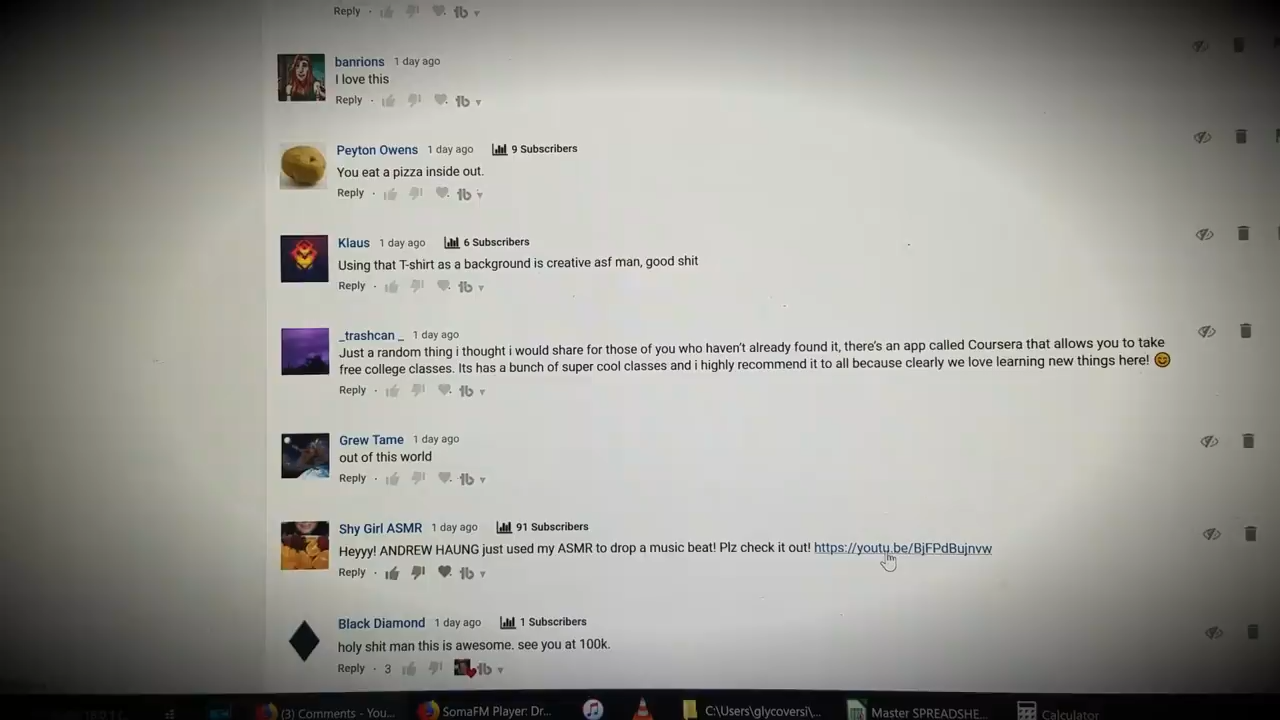 Reply ·
banrions 1 day ago
I love this
Reply ·
Peyton Owens 1 day ago 9 Subscribers
You eat a pizza inside out.
Reply ·
Klaus 1 day ago 6 Subscribers
Using that T-shirt as a background is creative asf man, good shit
Reply ·
_trashcan _ 1 day ago
Just a random thing i thought i would share for those of you who haven't already found it, there's an app called Coursera that allows you to take
free college classes. Its has a bunch of super cool classes and i highly recommend it to all because clearly we love learning new things here! 😊
Reply ·
Grew Tame 1 day ago
out of this world
Reply ·
Shy Girl ASMR 1 day ago 91 Subscribers
Heyyy! ANDREW HAUNG just used my ASMR to drop a music beat! Plz check it out! https://youtu.be/BjFPdBujnvw
Reply ·
Black Diamond 1 day ago 1 Subscribers
holy shit man this is awesome. see you at 100k.
Reply · 3
(3) Comments - You... SomaFM Player: Dr... C:\Users\glycoversi\... Master SPREADSHE... Calculator